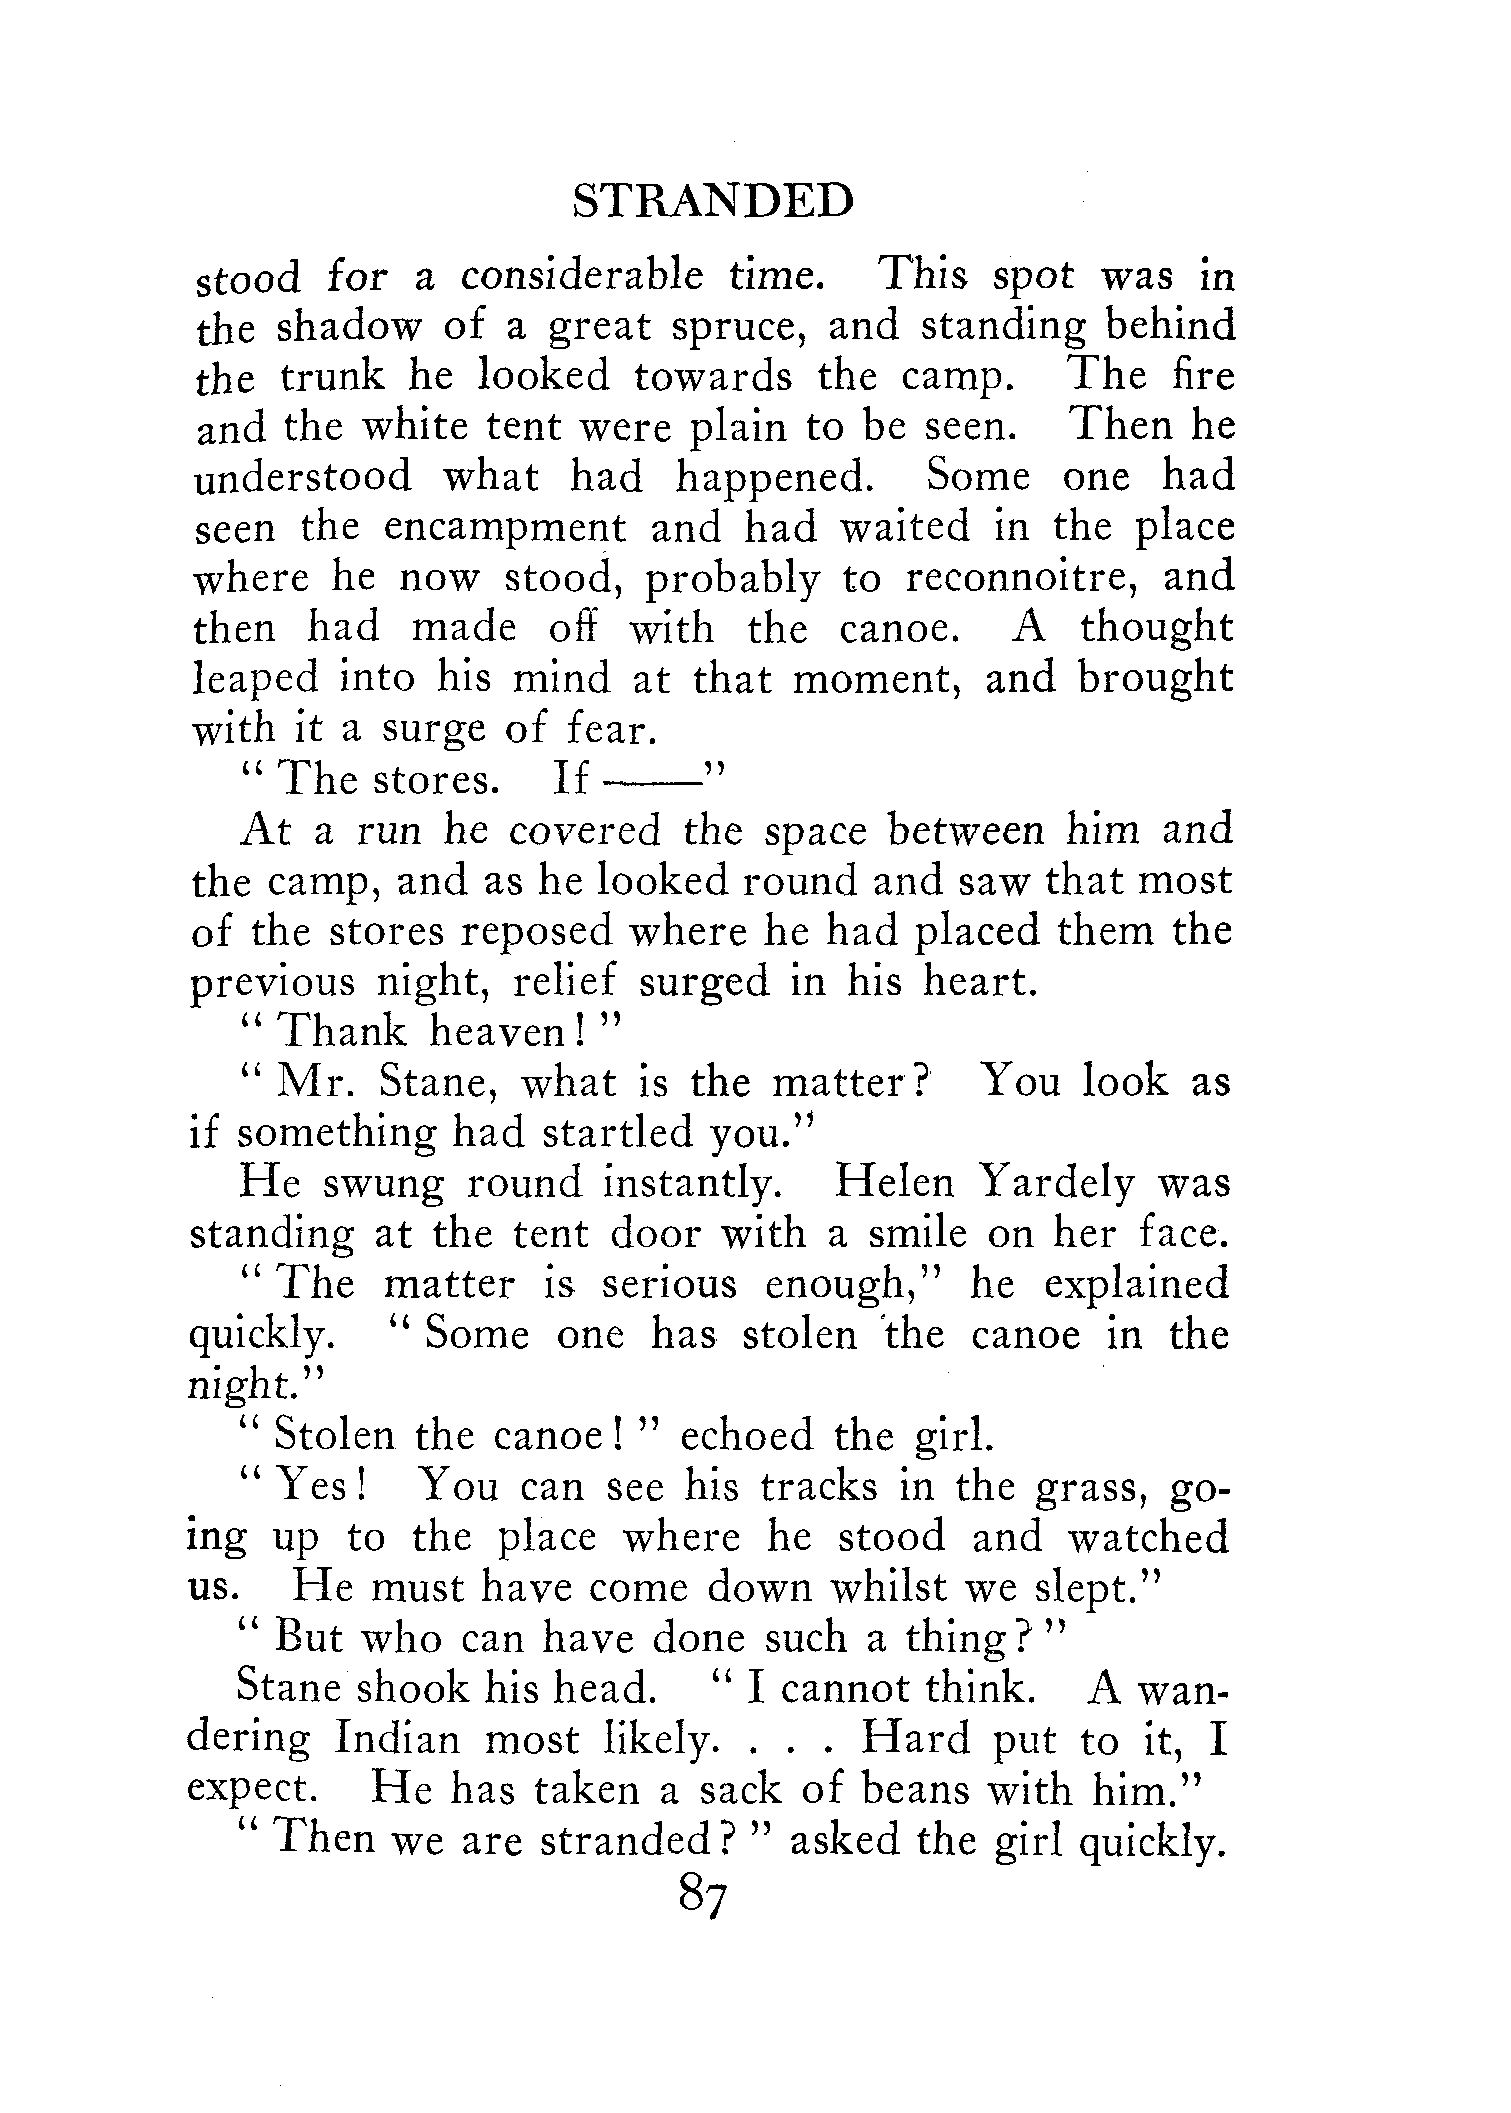 STRANDED
stood for a considerable time. This spot was in
the shadow of a great spruce, and standing behind
the trunk he looked towards the camp. The fire
and the white tent were plain to be seen. Then he
understood what had happened. Some one had
seen the encampment and had waited in the place
where he now stood, probably to reconnoitre, and
then had made off with the canoe. A thought
leaped into his mind at that moment, and brought
with it a surge of fear.
“ The stores. If ——”
At a run he covered the space between him and
the camp, and as he looked round and saw that most
of the stores reposed where he had placed them the
previous night, relief surged in his heart.
“ Thank heaven! ”
“ Mr. Stane, what is the matter? You look as
if something had startled you.”
He swung round instantly. Helen Yardely was
standing at the tent door with a smile on her face.
“ The matter is serious enough,” he explained
quickly. “ Some one has stolen the canoe in the
night.”
“ Stolen the canoe! ” echoed the girl.
“ Yes! You can see his tracks in the grass, go-
ing up to the place where he stood and watched
us. He must have come down whilst we slept.”
“ But who can have done such a thing? ”
Stane shook his head. “ I cannot think. A wan-
dering Indian most likely. . . . Hard put to it, I
expect. He has taken a sack of beans with him.”
“ Then we are stranded? ” asked the girl quickly.
87